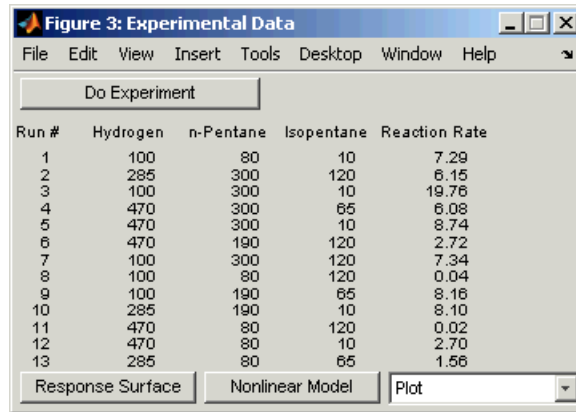 Figure 3: Experimental Data
File Edit View Insert Tools Desktop Window Help
Do Experiment
Run # Hydrogen n-Pentane Isopentane Reaction Rate
1 100 80 10 7.29
2 285 300 120 6.15
3 100 300 10 19.76
4 470 300 65 6.08
5 470 300 10 8.74
6 470 190 120 2.72
7 100 300 120 7.34
8 100 80 120 0.04
9 100 190 65 8.16
10 285 190 10 8.10
11 470 80 120 0.02
12 470 80 10 2.70
13 285 80 65 1.56
Response Surface Nonlinear Model Plot